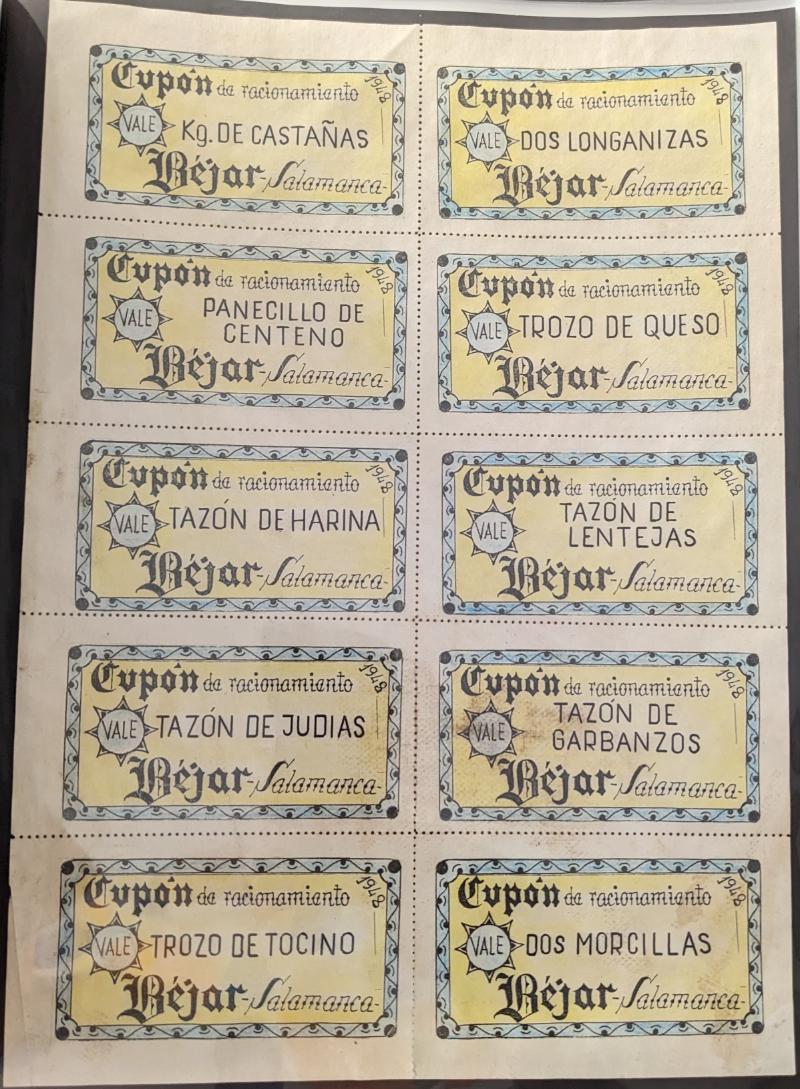 Cupón de racionamiento 1948
VALE Kg. DE CASTAÑAS
Béjar-Salamanca-
Cupón de racionamiento 1948
VALE DOS LONGANIZAS
Béjar-Salamanca-
Cupón de racionamiento 1948
VALE PANECILLO DE
CENTENO
Béjar-Salamanca-
Cupón de racionamiento 1948
VALE TROZO DE QUESO
Béjar-Salamanca-
Cupón de racionamiento 1948
VALE TAZÓN DE HARINA
Béjar-Salamanca-
Cupón de racionamiento 1948
VALE TAZÓN DE
LENTEJAS
Béjar-Salamanca-
Cupón de racionamiento 1948
VALE TAZÓN DE JUDIAS
Béjar-Salamanca-
Cupón de racionamiento 1948
VALE TAZÓN DE
GARBANZOS
Béjar-Salamanca-
Cupón de racionamiento 1948
VALE TROZO DE TOCINO
Béjar-Salamanca-
Cupón de racionamiento 1948
VALE DOS MORCILLAS
Béjar-Salamanca-